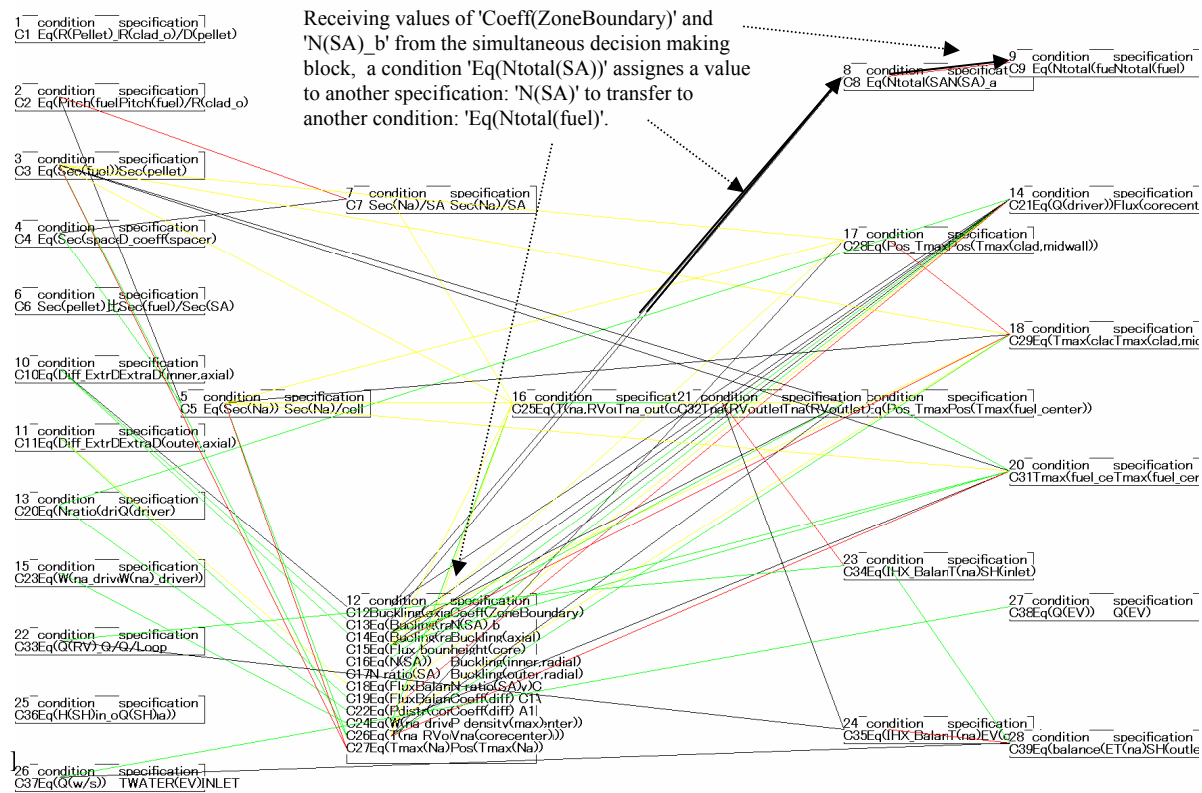 Receiving values of 'Coeff(ZoneBoundary)' and
'N(SA)_b' from the simultaneous decision making
block, a condition 'Eq(Ntotal(SA))' assignes a value
to another specification: 'N(SA)' to transfer to
another condition: 'Eq(Ntotal(fuel)'.
1 condition specification
C1 Eq(R(Pellet)_IR(clad_o)/D(pellet)
2 condition specification
C2 Eq(Pitch(fuelPitch(fuel)/R(clad_o)
3 condition specification
C3 Eq(Sec(fuel))Sec(pellet)
4 condition specification
C4 Eq(Sec(spaceD_coeff(spacer)
6 condition specification
C6 Sec(pellet)比Sec(fuel)/Sec(SA)
10 condition specification
C10Eq(Diff_ExtrDExtraD(inner,axial)
11 condition specification
C11Eq(Diff_ExtrDExtraD(outer,axial)
13 condition specification
C20Eq(Nratio(driQ(driver)
15 condition specification
C23Eq(W(na_driveW(na)_driver))
22 condition specification
C33Eq(Q(RV)_Q/Q/Loop
25 condition specification
C36Eq(H(SH)in_oQ(SH)a))
26 condition specification
C37Eq(Q(w/s)) TWATER(EV)INLET
5 condition specification
C5 Eq(Sec(Na)) Sec(Na)/cell
7 condition specification
C7 Sec(Na)/SA Sec(Na)/SA
12 condition specification
C12Buckling(axiaCoeff(ZoneBoundary)
C13Eq(Bucling(raN(SA)_b
C14Eq(Bucling(raBuckling(axial)
C15Eq(Flux_bounheight(core)
C16Eq(N(SA)) Buckling(inner,radial)
C17N_ratio(SA) Buckling(outer,radial)
C18Eq(FluxBalanN-ratio(SA)v)C
C19Eq(FluxBalanCoeff(diff) C1\
C22Eq(Pdistr(corCoeff(diff) A1|
C24Eq(W(na driveP density(max)nter))
C26Eq(T(na RVoVna(corecenter)))
C27Eq(Tmax(Na)Pos(Tmax(Na))
16 condition specificat21 condition specification condition specification
C25Eq(T(na,RVoiTna_out(cC32Tna(RVoutletTna(RVoutlet)Eq(Pos_TmaxPos(Tmax(fuel_center))
8 condition specificat
C8 Eq(Ntotal(SAN(SA)_a
9 condition specification
C9 Eq(Ntotal(fueNtotal(fuel)
14 condition specification
C21Eq(Q(driver))Flux(corecent
17 condition specification
C28Eq(Pos_TmaxPos(Tmax(clad,midwall))
18 condition specification
C29Eq(Tmax(clacTmax(clad,mid
20 condition specification
C31Tmax(fuel_ceTmax(fuel_cen
23 condition specification
C34Eq(IHX_BalanT(na)SH(inlet)
27 condition specification
C38Eq(Q(EV)) Q(EV)
24 condition specification
C35Eq(IHX_BalanT(na)EV(o
28 condition specification
C39Eq(balance(ET(na)SH(outle